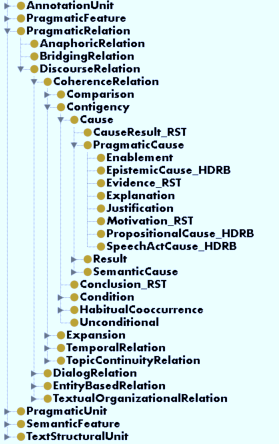 AnnotationUnit
PragmaticFeature
PragmaticRelation
AnaphoricRelation
BridgingRelation
DiscourseRelation
CoherenceRelation
Comparison
Contigency
Cause
CauseResult_RST
PragmaticCause
Enablement
EpistemicCause_HDRB
Evidence_RST
Explanation
Justification
Motivation_RST
PropositionalCause_HDRB
SpeechActCause_HDRB
Result
SemanticCause
Conclusion_RST
Condition
HabitualCooccurrence
Unconditional
Expansion
TemporalRelation
TopicContinuityRelation
DialogRelation
EntityBasedRelation
TextualOrganizationalRelation
PragmaticUnit
SemanticFeature
TextStructuralUnit